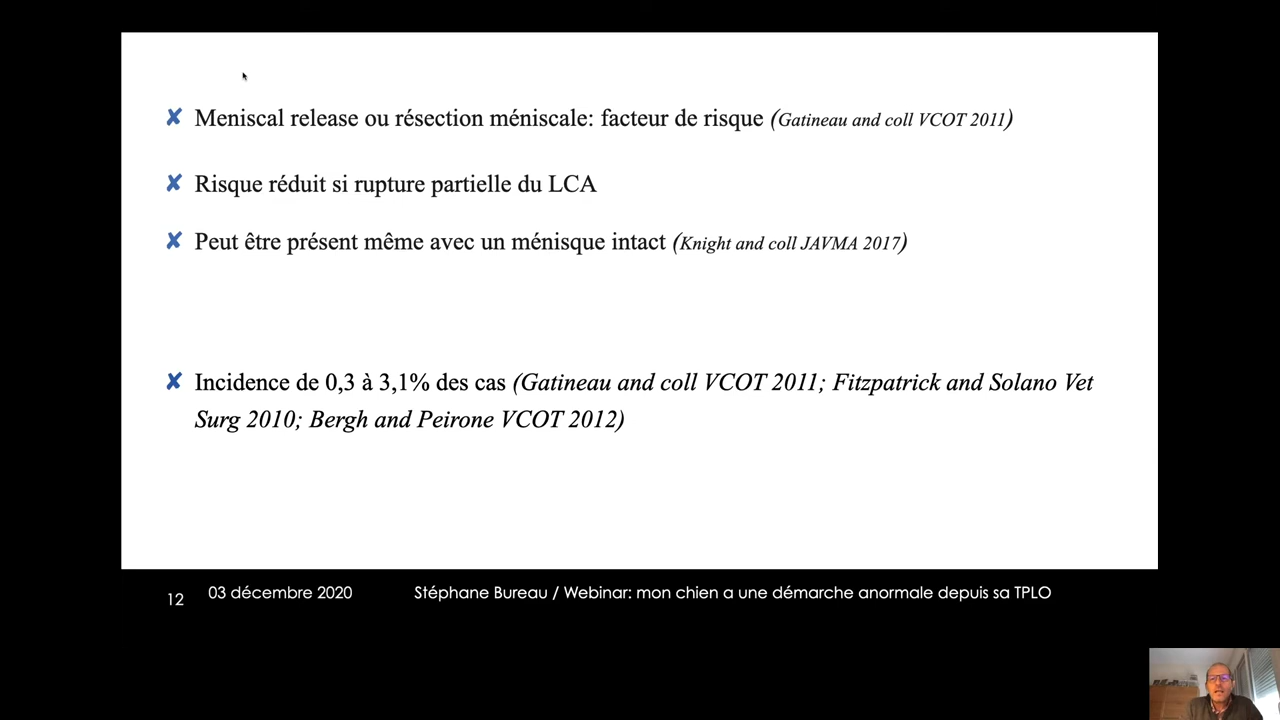 ✘ Meniscal release ou résection méniscale: facteur de risque (Gatineau and coll VCOT 2011)
✘ Risque réduit si rupture partielle du LCA
✘ Peut être présent même avec un ménisque intact (Knight and coll JAVMA 2017)
✘ Incidence de 0,3 à 3,1% des cas (Gatineau and coll VCOT 2011; Fitzpatrick and Solano Vet
Surg 2010; Bergh and Peirone VCOT 2012)
12 03 décembre 2020 Stéphane Bureau / Webinar: mon chien a une démarche anormale depuis sa TPLO